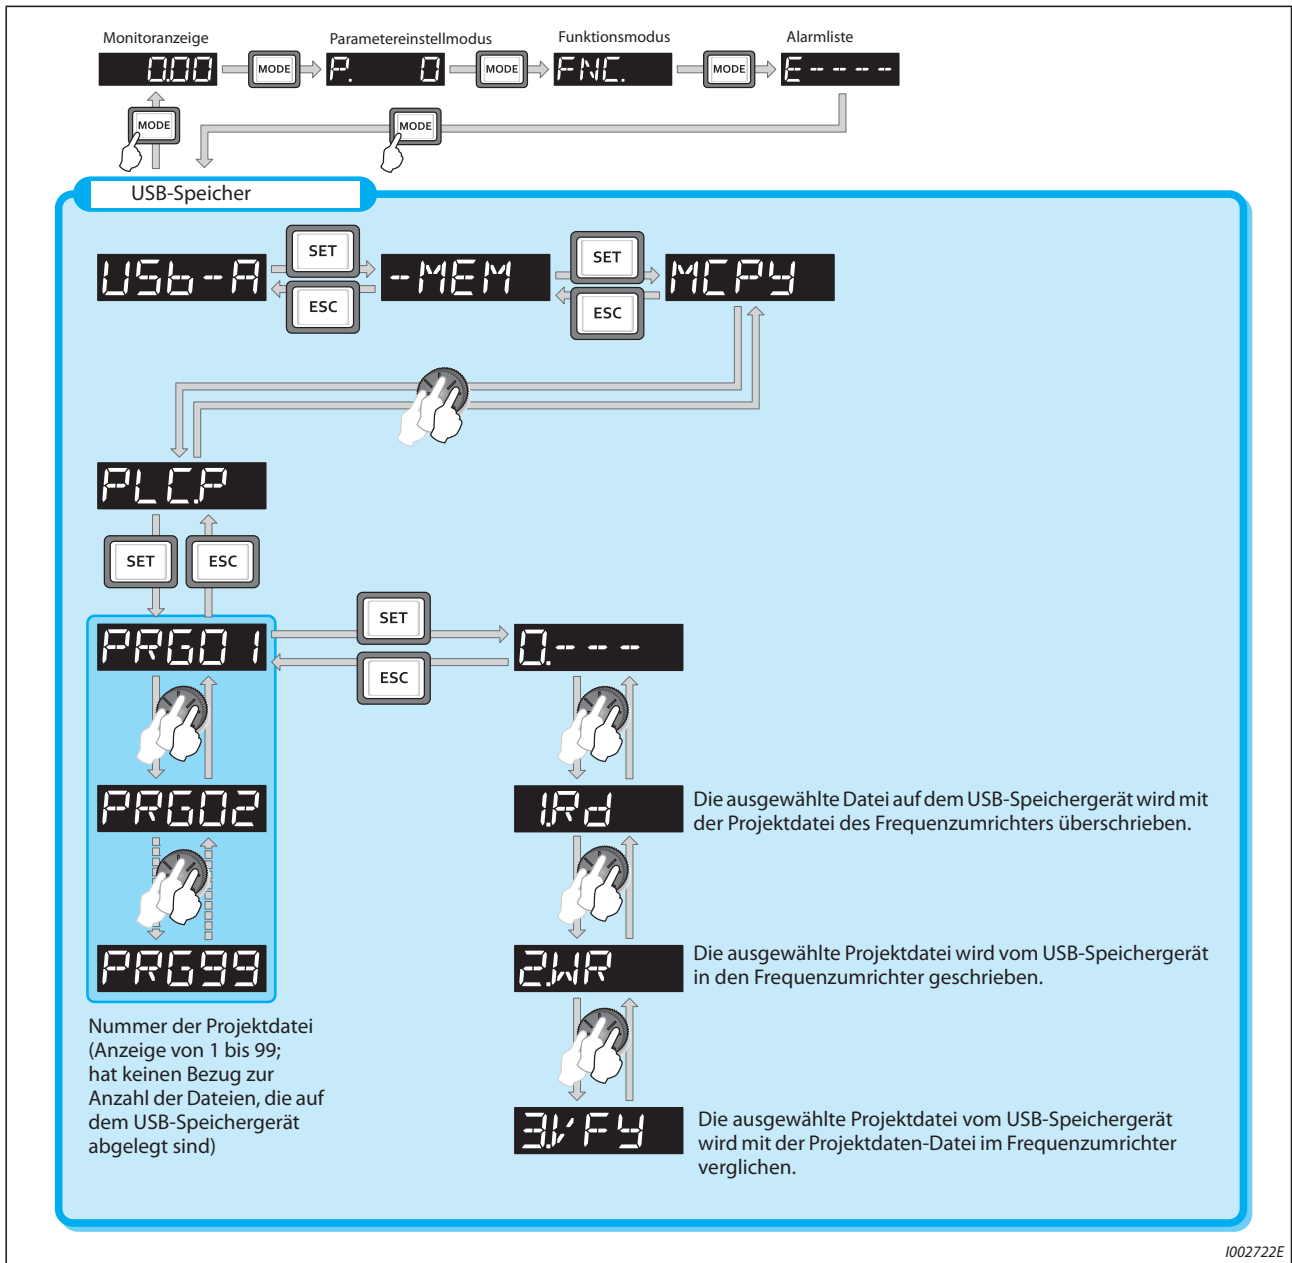 Monitoranzeige
Parametereinstellmodus
Funktionsmodus
Alarmliste
0.00
MODE
P. 0
MODE
FNC.
MODE
E----
MODE
MODE
USB-Speicher
USb-A
SET
ESC
-MEM
SET
ESC
MCPY
PLC.P
SET
ESC
PRG01
SET
ESC
0.---
PRG02
1.Rd
Die ausgewählte Datei auf dem USB-Speichergerät wird mit
der Projektdatei des Frequenzumrichters überschrieben.
PRG99
2.WR
Die ausgewählte Projektdatei wird vom USB-Speichergerät
in den Frequenzumrichter geschrieben.
Nummer der Projektdatei
(Anzeige von 1 bis 99;
hat keinen Bezug zur
Anzahl der Dateien, die auf
dem USB-Speichergerät
abgelegt sind)
3.VFY
Die ausgewählte Projektdatei vom USB-Speichergerät
wird mit der Projektdaten-Datei im Frequenzumrichter
verglichen.
I002722E